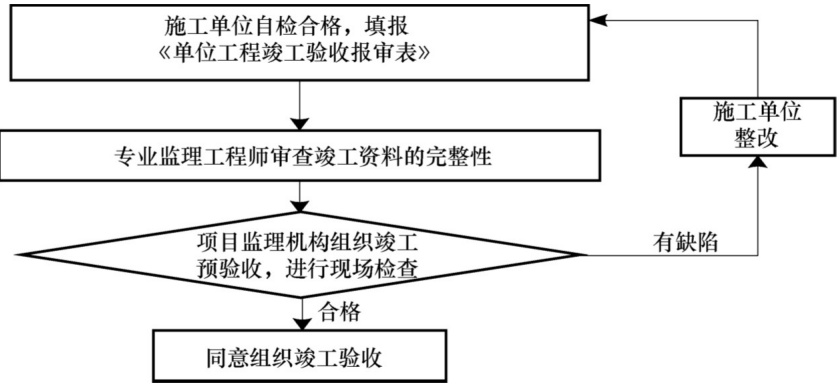 施工单位自检合格，填报
《单位工程竣工验收报审表》
施工单位
整改
专业监理工程师审查竣工资料的完整性
项目监理机构组织竣工
预验收，进行现场检查
有缺陷
合格
同意组织竣工验收